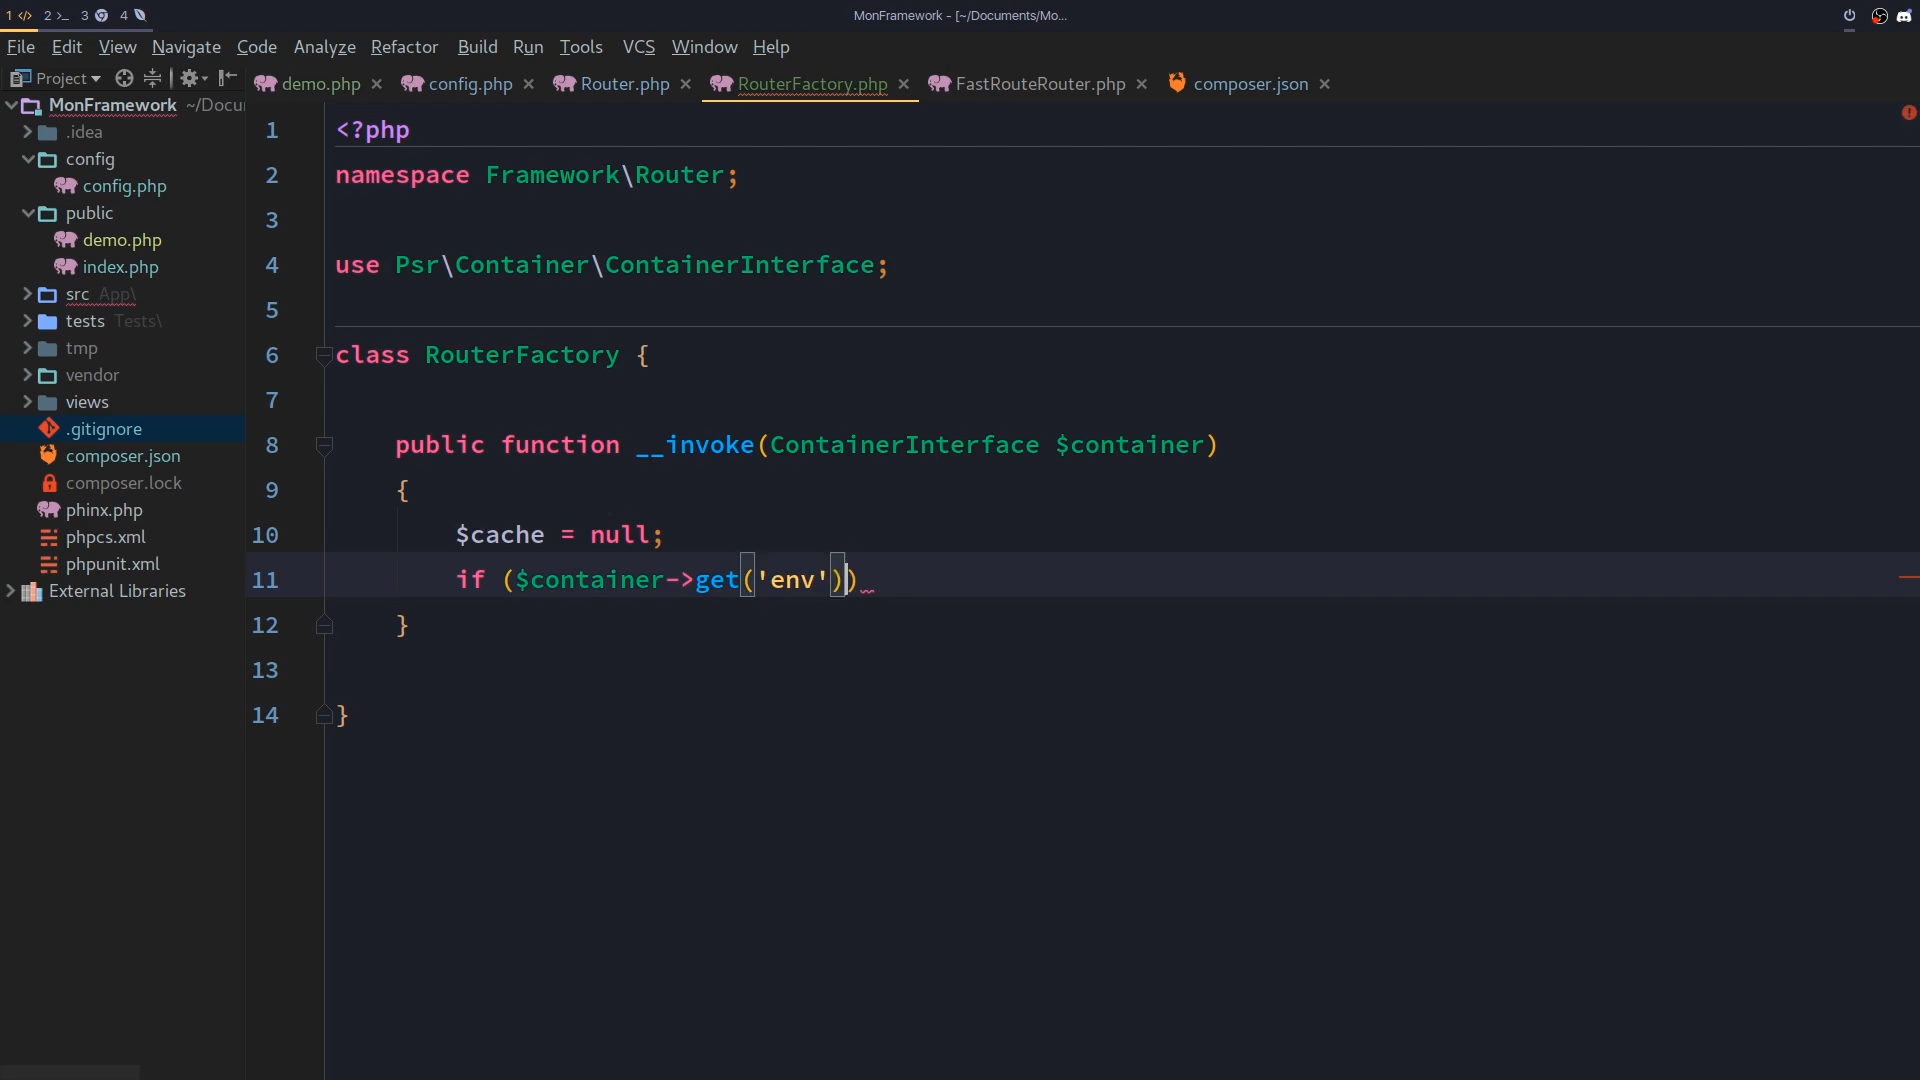 1 </> 2 >_ 3 4
MonFramework - [~/Documents/Mo...
File Edit View Navigate Code Analyze Refactor Build Run Tools VCS Window Help
Project
demo.php config.php Router.php RouterFactory.php FastRouteRouter.php composer.json
MonFramework ~/Docu
.idea
config
config.php
public
demo.php
index.php
src App\
tests Tests\
tmp
vendor
views
.gitignore
composer.json
composer.lock
phinx.php
phpcs.xml
phpunit.xml
External Libraries
1 <?php
2 namespace Framework\Router;
3
4 use Psr\Container\ContainerInterface;
5
6 class RouterFactory {
7
8 public function __invoke(ContainerInterface $container)
9 {
10 $cache = null;
11 if ($container->get('env'))
12 }
13
14 }